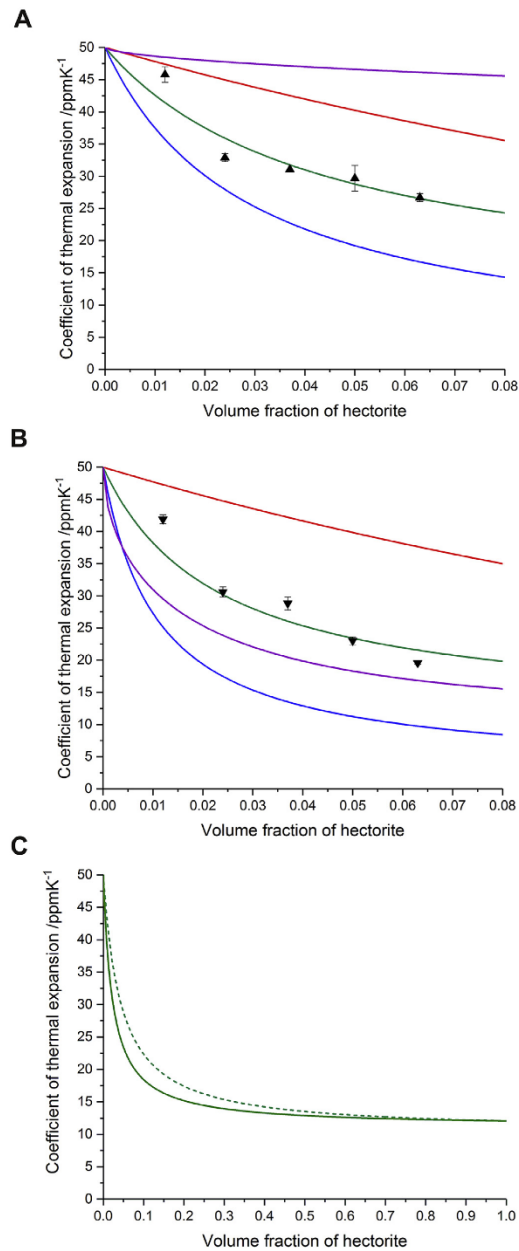 A
Coefficient of thermal expansion /ppmK⁻¹
50
45
40
35
30
25
20
15
10
5
0
0.00 0.01 0.02 0.03 0.04 0.05 0.06 0.07 0.08
Volume fraction of hectorite
B
Coefficient of thermal expansion /ppmK⁻¹
50
45
40
35
30
25
20
15
10
5
0
0.00 0.01 0.02 0.03 0.04 0.05 0.06 0.07 0.08
Volume fraction of hectorite
C
Coefficient of thermal expansion /ppmK⁻¹
50
45
40
35
30
25
20
15
10
5
0
0.0 0.1 0.2 0.3 0.4 0.5 0.6 0.7 0.8 0.9 1.0
Volume fraction of hectorite